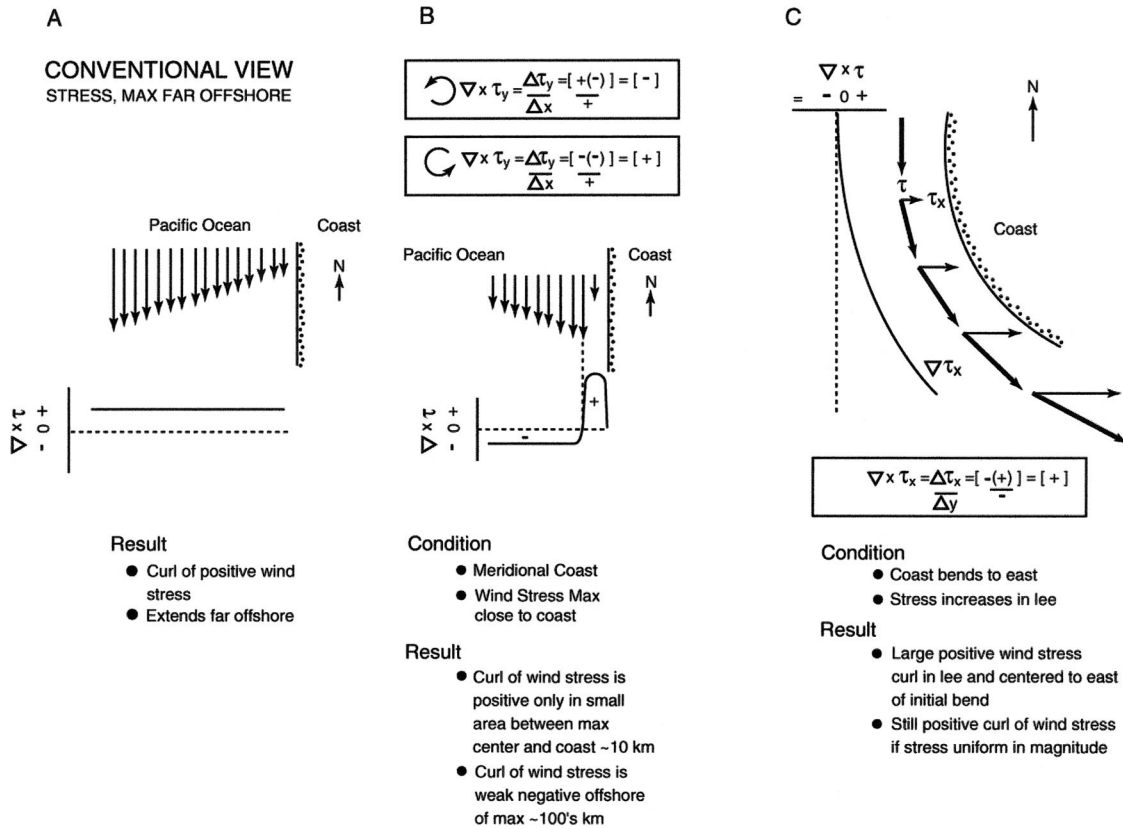 A
CONVENTIONAL VIEW
STRESS, MAX FAR OFFSHORE
Pacific Ocean
Coast
N
+ 0 -
∇ x τ
Result
● Curl of positive wind
stress
● Extends far offshore
B
∇ x τy = Δτy = [ +(-) ] = [ - ]
Δx +
∇ x τy = Δτy = [ -(-) ] = [ + ]
Δx +
Pacific Ocean
Coast
N
+
-
+ 0 -
∇ x τ
Condition
● Meridional Coast
● Wind Stress Max
close to coast
Result
● Curl of wind stress is
positive only in small
area between max
center and coast ~10 km
● Curl of wind stress is
weak negative offshore
of max ~100's km
C
∇ x τ
= - 0 +
N
τ
τx
Coast
∇τx
∇ x τx = Δτx = [ -(+) ] = [ + ]
Δy -
Condition
● Coast bends to east
● Stress increases in lee
Result
● Large positive wind stress
curl in lee and centered to east
of initial bend
● Still positive curl of wind stress
if stress uniform in magnitude